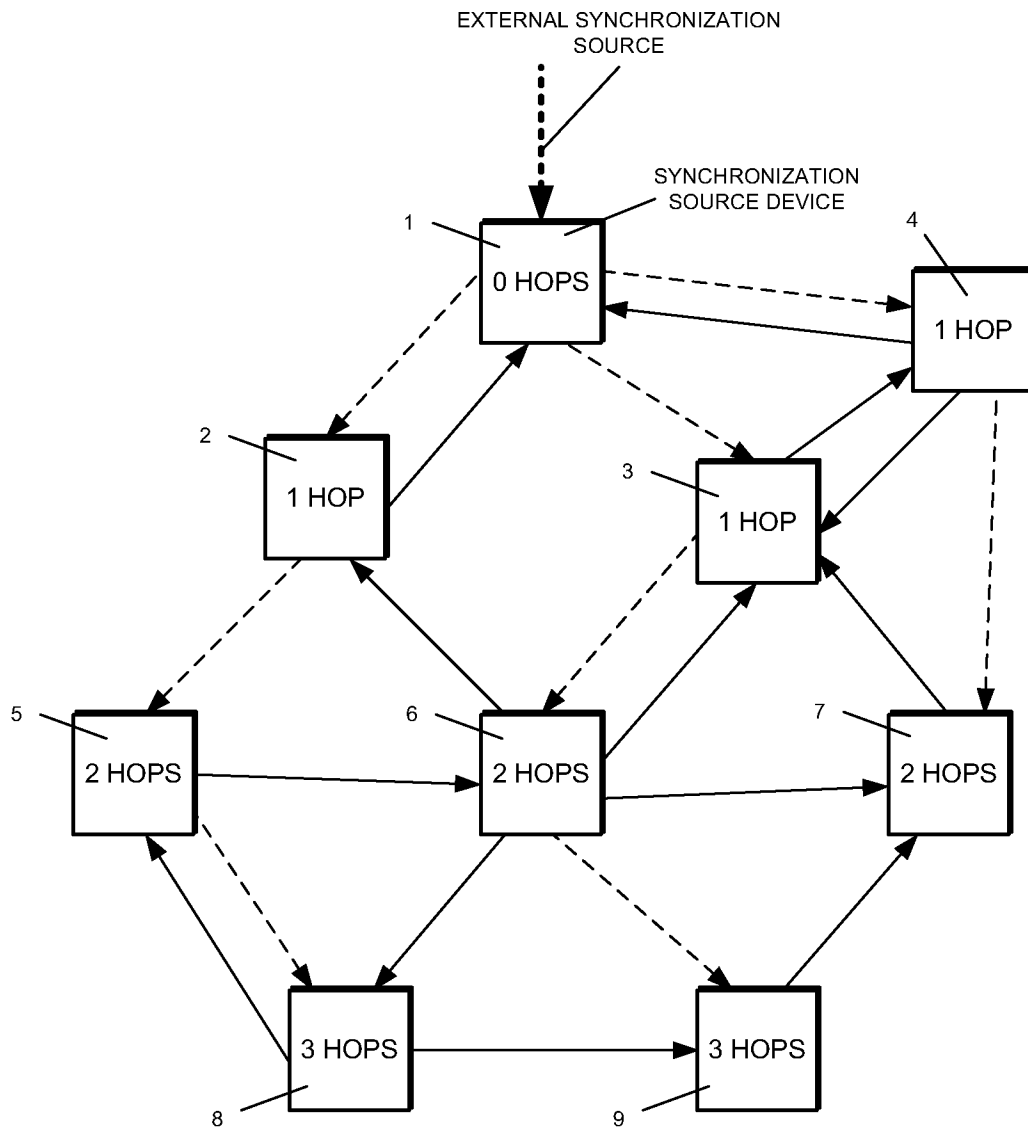 EXTERNAL SYNCHRONIZATION
SOURCE
SYNCHRONIZATION
SOURCE DEVICE
1
4
0 HOPS
1 HOP
2
3
1 HOP
1 HOP
5
6
7
2 HOPS
2 HOPS
2 HOPS
3 HOPS
3 HOPS
8
9